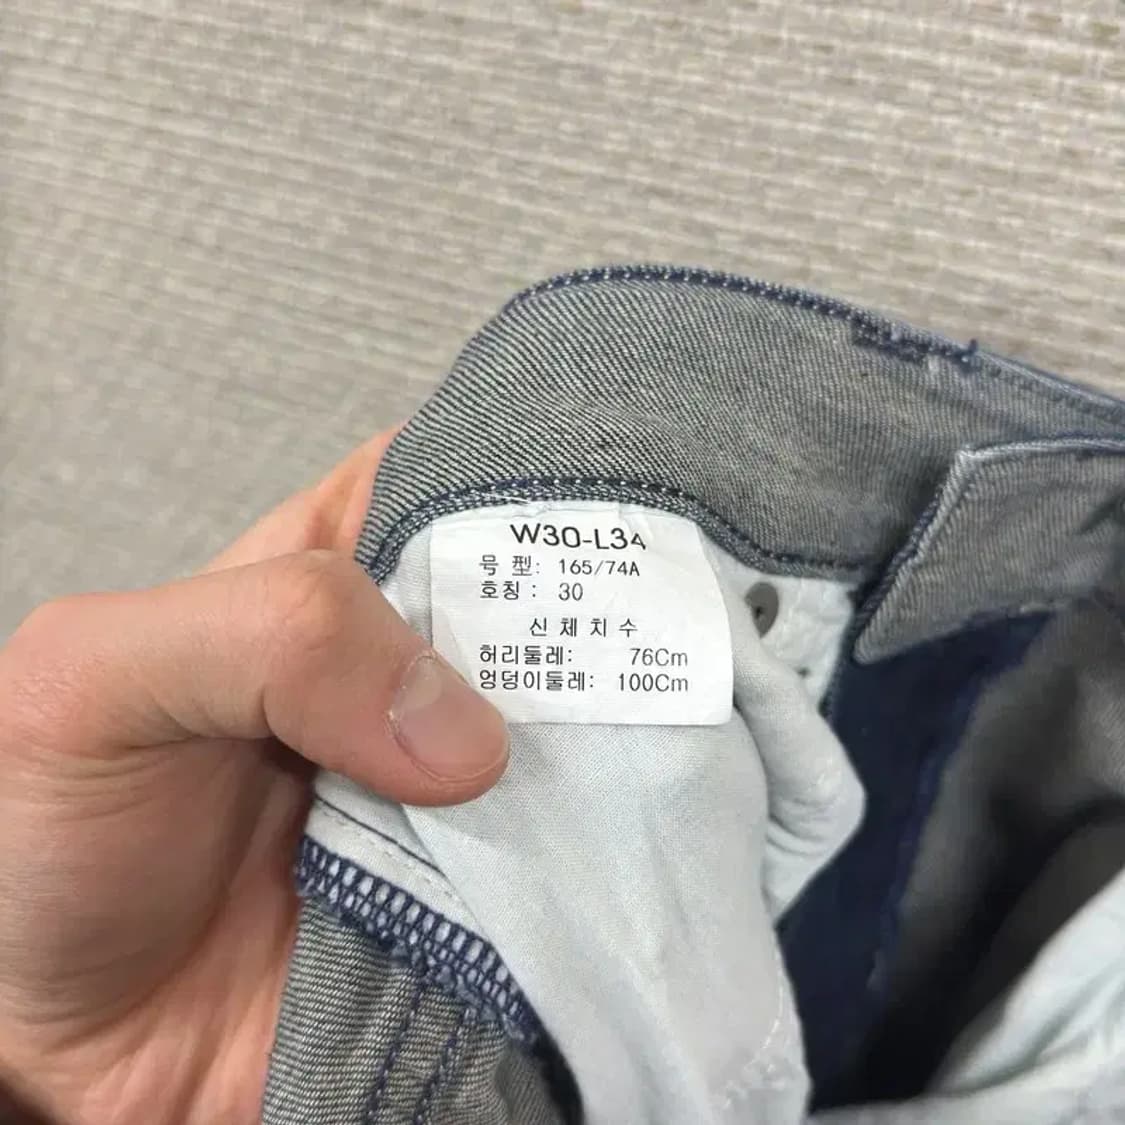 W30-L34
号 型: 165/74A
호칭: 30
신체치수
허리둘레: 76Cm
엉덩이둘레: 100Cm